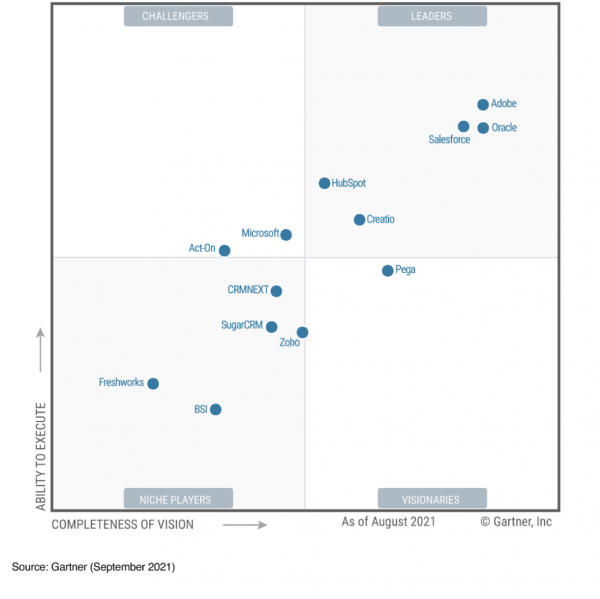 CHALLENGERS
LEADERS
Adobe
Oracle
Salesforce
HubSpot
Creatio
Microsoft
Act-On
Pega
CRMNEXT
SugarCRM
Zoho
Freshworks
BSI
NICHE PLAYERS
VISIONARIES
ABILITY TO EXECUTE
COMPLETENESS OF VISION
As of August 2021
© Gartner, Inc
Source: Gartner (September 2021)